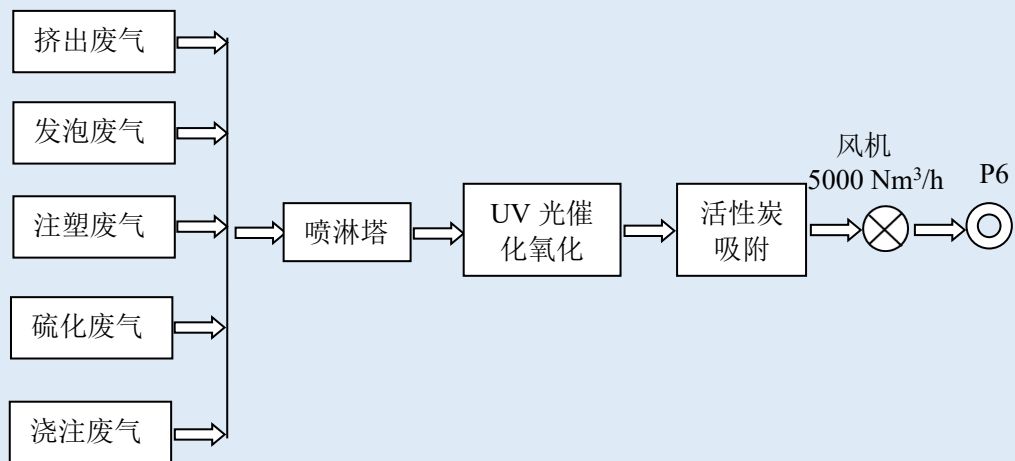 挤出废气
发泡废气
注塑废气
硫化废气
浇注废气
喷淋塔
UV 光催
化氧化
活性炭
吸附
风机
5000 Nm³/h
P6